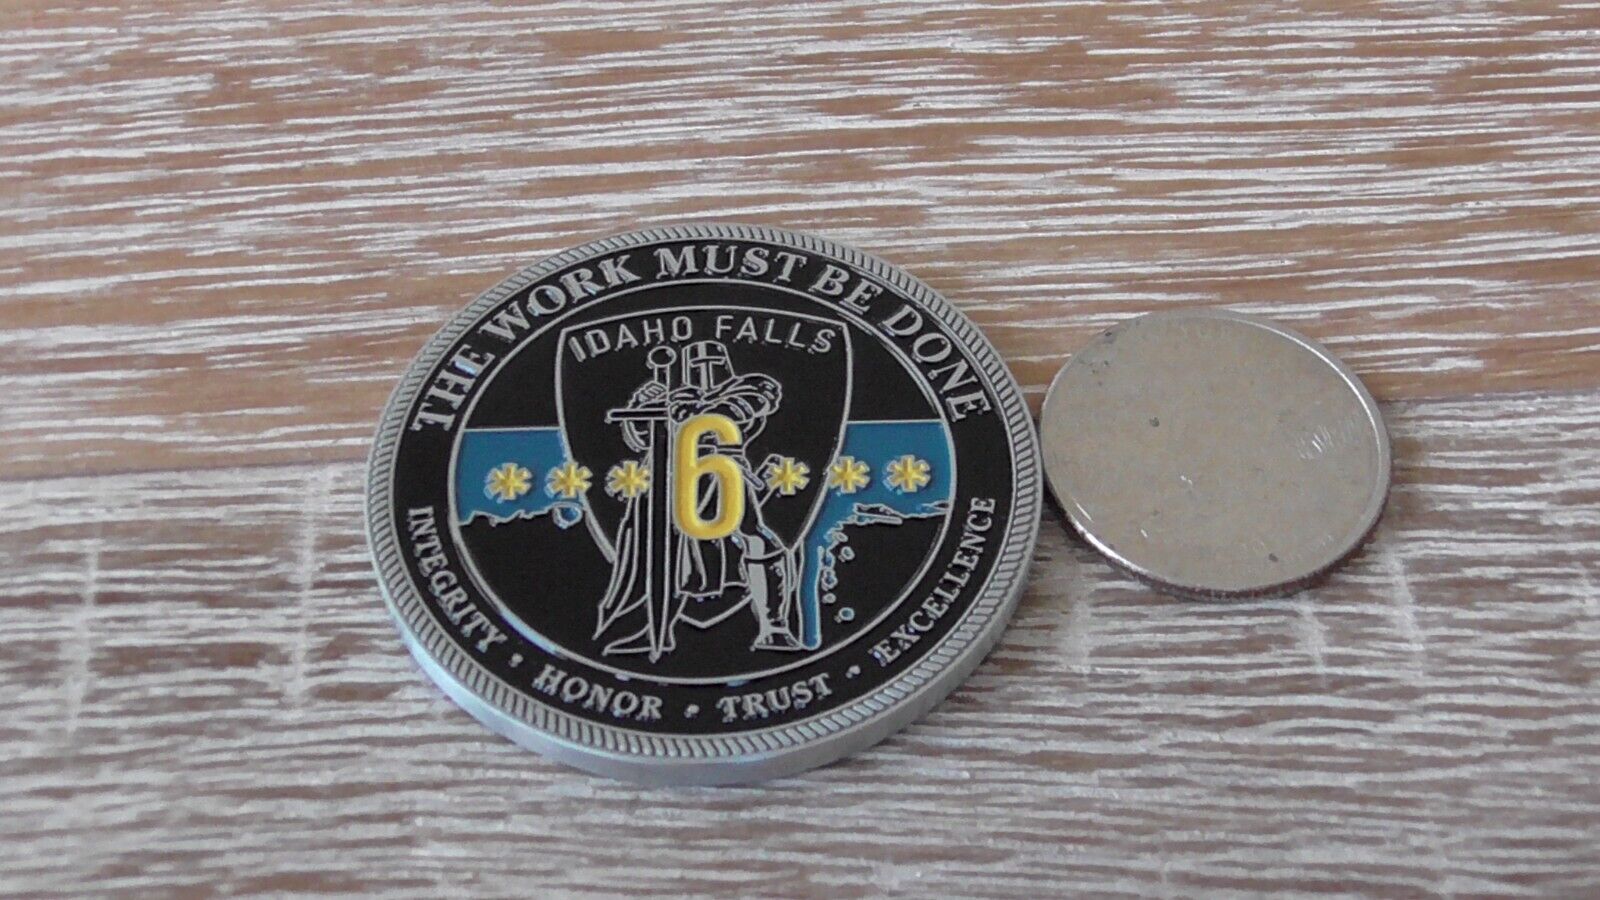 THE WORK MUST BE DONE
IDAHO FALLS
6
INTEGRITY • HONOR • TRUST • EXCELLENCE